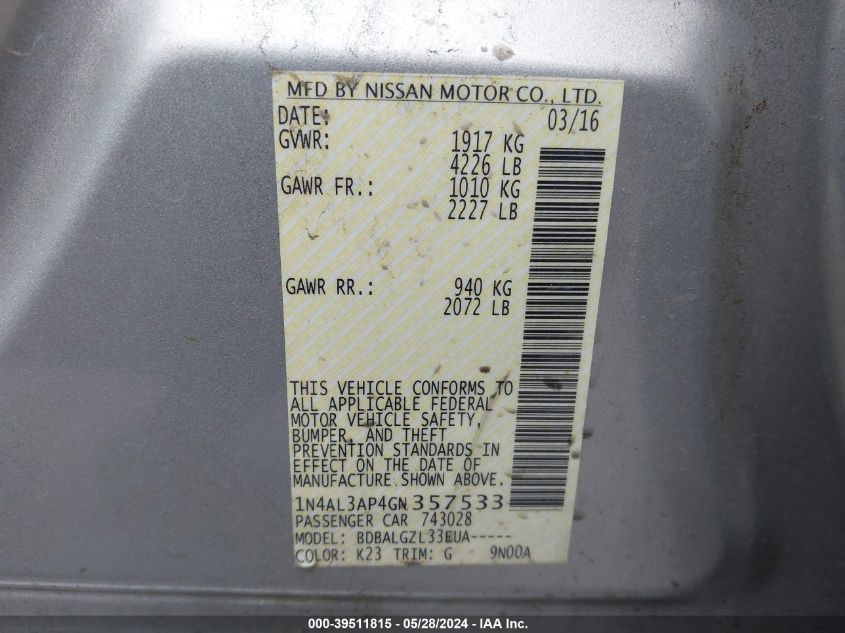 MFD BY NISSAN MOTOR CO., LTD.
DATE: 03/16
GVWR: 1917 KG
4226 LB
GAWR FR.: 1010 KG
2227 LB
GAWR RR.: 940 KG
2072 LB
THIS VEHICLE CONFORMS TO
ALL APPLICABLE FEDERAL
MOTOR VEHICLE SAFETY,
BUMPER, AND THEFT
PREVENTION STANDARDS IN
EFFECT ON THE DATE OF
MANUFACTURE SHOWN ABOVE.
1N4AL3AP4GN357533
PASSENGER CAR 743028
MODEL: BDBALGZL33EUA-----
COLOR: K23 TRIM: G 9N00A
000-39511815 - 05/28/2024 - IAA Inc.